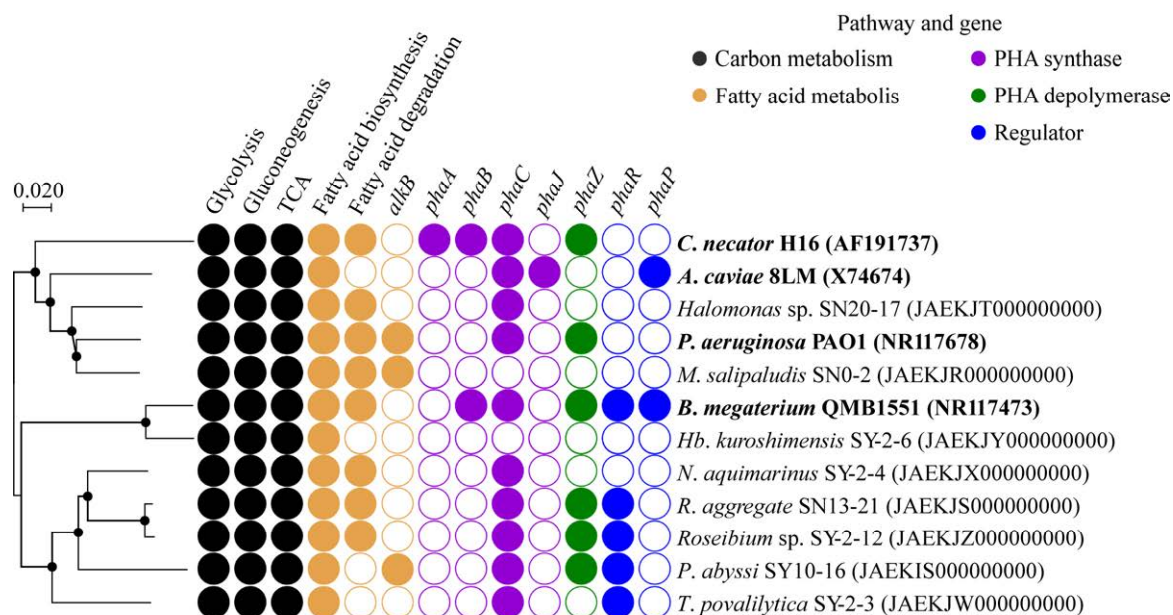 Pathway and gene
Carbon metabolism
PHA synthase
Fatty acid metabolis
PHA depolymerase
Regulator
0.020
Glycolysis
Gluconeogenesis
TCA
Fatty acid biosynthesis
Fatty acid degradation
alkB
phaA
phaB
phaC
phaJ
phaZ
phaR
phaP
C. necator H16 (AF191737)
A. caviae 8LM (X74674)
Halomonas sp. SN20-17 (JAEKJT000000000)
P. aeruginosa PAO1 (NR117678)
M. salipaludis SN0-2 (JAEKJR000000000)
B. megaterium QMB1551 (NR117473)
Hb. kuroshimensis SY-2-6 (JAEKJY000000000)
N. aquimarinus SY-2-4 (JAEKJX000000000)
R. aggregate SN13-21 (JAEKJS000000000)
Roseibium sp. SY-2-12 (JAEKJZ000000000)
P. abyssi SY10-16 (JAEKIS000000000)
T. povalilytica SY-2-3 (JAEKJW000000000)